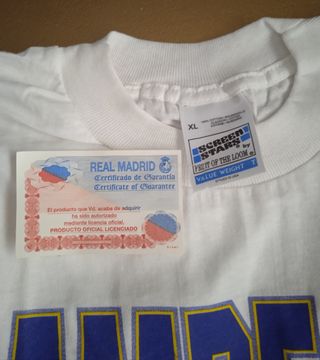 XL
SCREEN
STARS
by
FRUIT OF THE LOOM
VALUE WEIGHT T
REAL MADRID
Certificado de Garantía
Certificate of Guarantee
El producto que Vd. acaba de adquirir
ha sido autorizado
mediante licencia oficial.
PRODUCTO OFICIAL LICENCIADO